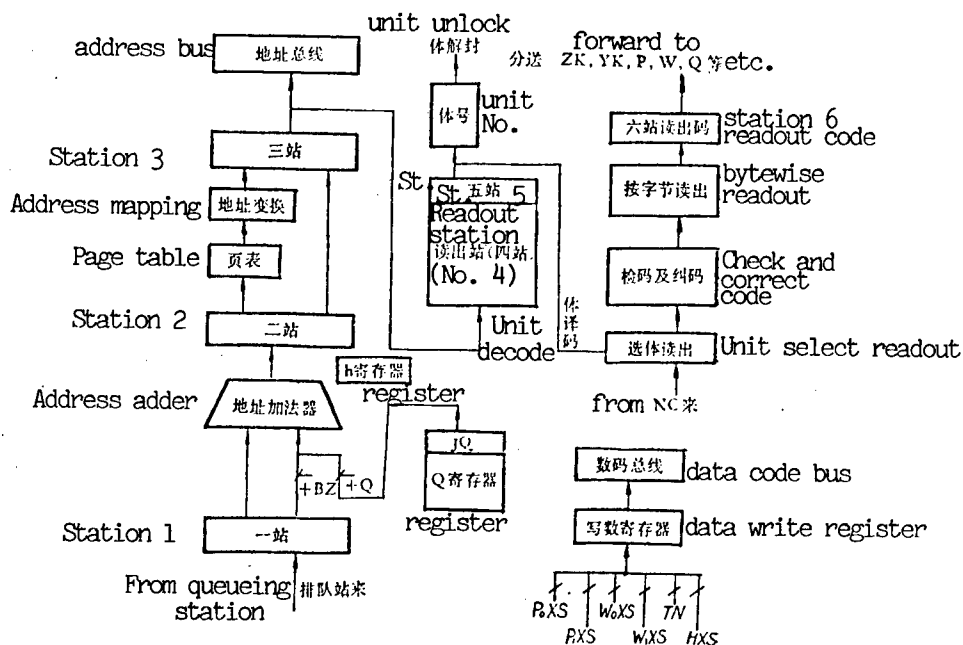 unit unlock
体解封
address bus
地址总线
forward to
分送 ZK, YK, P, W, Q 等etc.
体号
unit
No.
六站读出码
station 6
readout code
Station 3
三站
St
St. 五站 5
Readout
station
读出站(四站.
(No. 4)
按字节读出
bytewise
readout
Address mapping
地址变换
Page table
页表
检码及纠码
Check and
correct
code
Station 2
二站
Unit
decode
体译码
选体读出
Unit select readout
h寄存器
register
Address adder
地址加法器
from NC 来
jQ
Q寄存器
register
+BZ
+Q
数码总线
data code bus
Station 1
一站
写数寄存器
data write register
From queueing
station
排队站来
P₀XS
W₀XS
TN
P₁XS
W₁XS
HXS